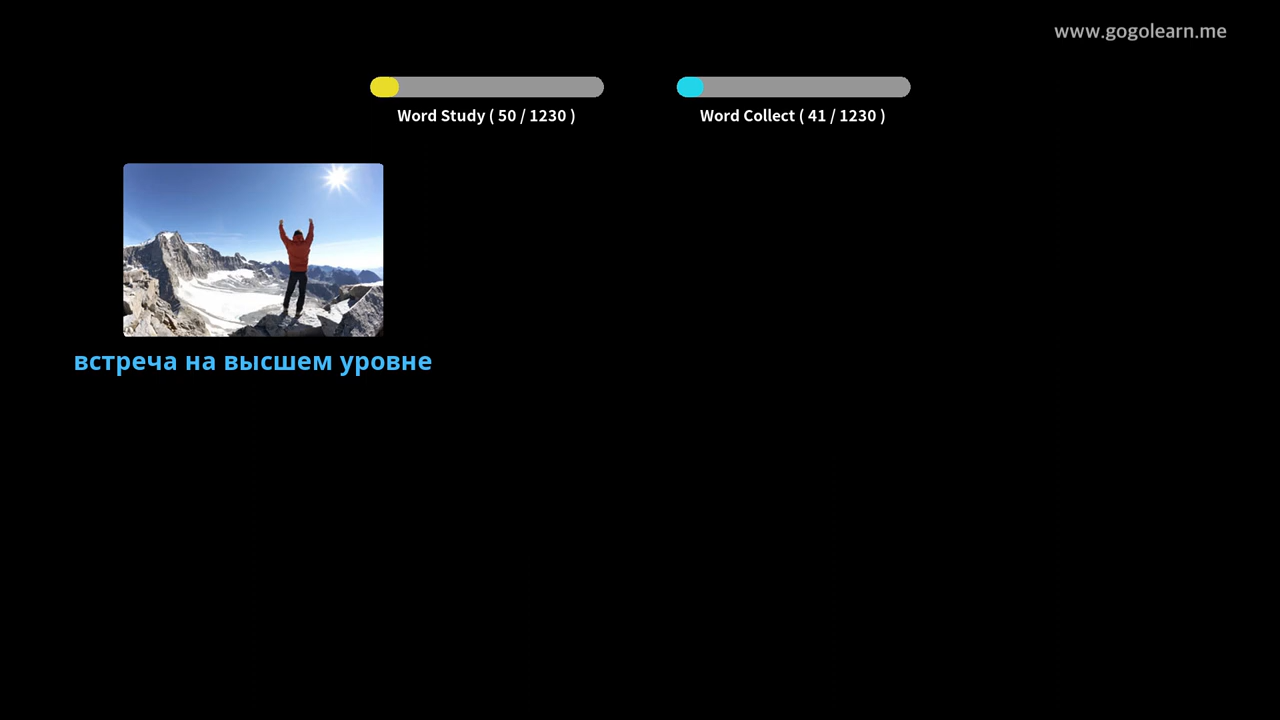 www.gogolearn.me
Word Study ( 50 / 1230 )
Word Collect ( 41 / 1230 )
встреча на высшем уровне